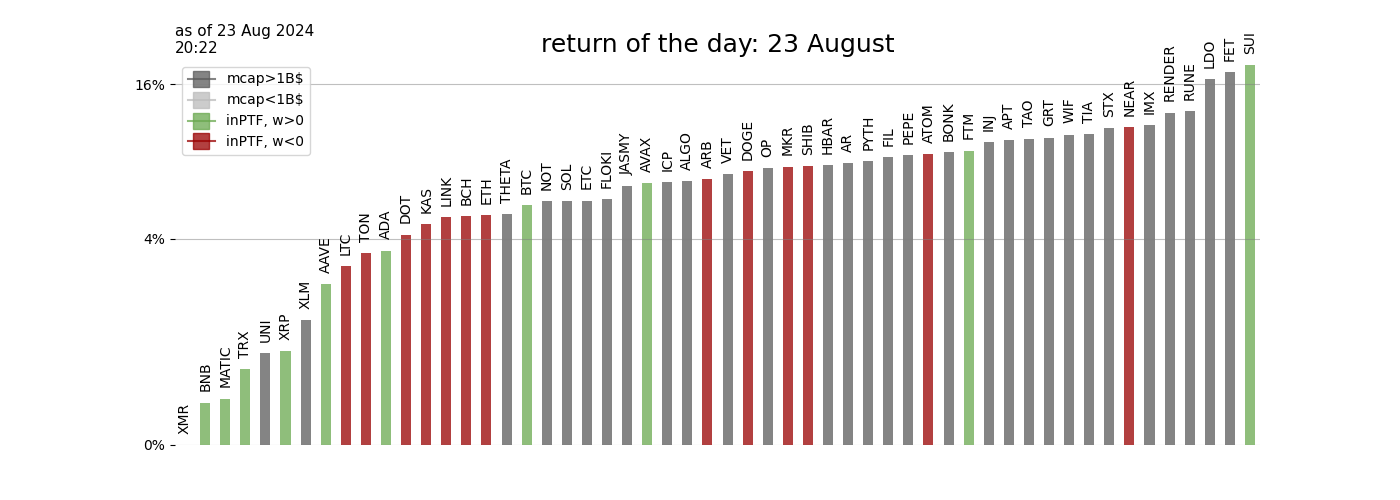 as of 23 Aug 2024
20:22
return of the day: 23 August
mcap>1B$
mcap<1B$
inPTF, w>0
inPTF, w<0
16%
4%
0%
XMR
BNB
MATIC
TRX
UNI
XRP
XLM
AAVE
LTC
TON
ADA
DOT
KAS
LINK
BCH
ETH
THETA
BTC
NOT
SOL
ETC
FLOKI
JASMY
AVAX
ICP
ALGO
ARB
VET
DOGE
OP
MKR
SHIB
HBAR
AR
PYTH
FIL
PEPE
ATOM
BONK
FTM
INJ
APT
TAO
GRT
WIF
TIA
STX
NEAR
IMX
RENDER
RUNE
LDO
FET
SUI